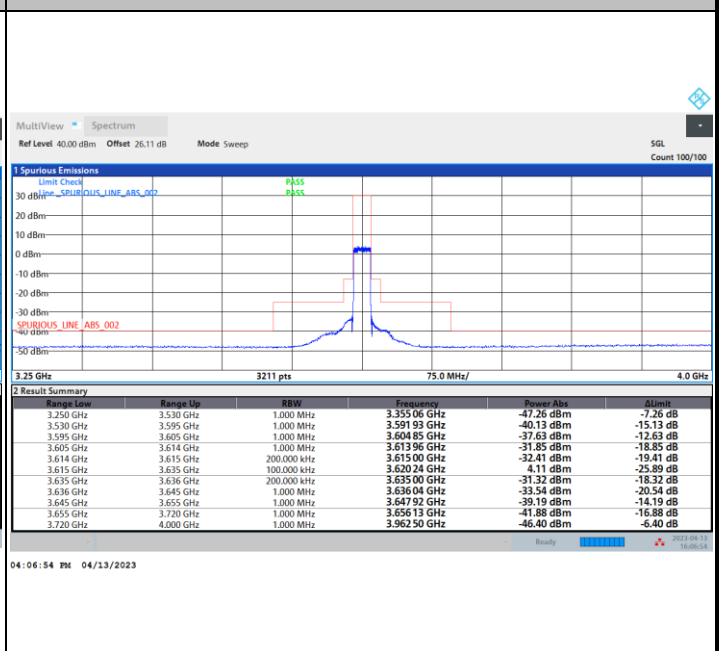 MultiView Spectrum
Ref Level 40.00 dBm Offset 26.11 dB Mode Sweep SGL
Count 100/100
1 Spurious Emissions
Limit Check PASS
Line _SPURIOUS_LINE_ABS_002 PASS
30 dBm
20 dBm
10 dBm
0 dBm
-10 dBm
-20 dBm
-30 dBm
SPURIOUS_LINE_ABS_002
-40 dBm
-50 dBm
3.25 GHz 3211 pts 75.0 MHz/ 4.0 GHz
2 Result Summary
Range Low Range Up RBW Frequency Power Abs ΔLimit
3.250 GHz 3.530 GHz 1.000 MHz 3.355 06 GHz -47.26 dBm -7.26 dB
3.530 GHz 3.595 GHz 1.000 MHz 3.591 93 GHz -40.13 dBm -15.13 dB
3.595 GHz 3.605 GHz 1.000 MHz 3.604 85 GHz -37.63 dBm -12.63 dB
3.605 GHz 3.614 GHz 1.000 MHz 3.613 96 GHz -31.85 dBm -18.85 dB
3.614 GHz 3.615 GHz 200.000 kHz 3.615 00 GHz -32.41 dBm -19.41 dB
3.615 GHz 3.635 GHz 100.000 kHz 3.620 24 GHz 4.11 dBm -25.89 dB
3.635 GHz 3.636 GHz 200.000 kHz 3.635 00 GHz -31.32 dBm -18.32 dB
3.636 GHz 3.645 GHz 1.000 MHz 3.636 04 GHz -33.54 dBm -20.54 dB
3.645 GHz 3.655 GHz 1.000 MHz 3.647 92 GHz -39.19 dBm -14.19 dB
3.655 GHz 3.720 GHz 1.000 MHz 3.656 13 GHz -41.88 dBm -16.88 dB
3.720 GHz 4.000 GHz 1.000 MHz 3.962 50 GHz -46.40 dBm -6.40 dB
Ready 2023-04-13
16:06:54
04:06:54 PM 04/13/2023